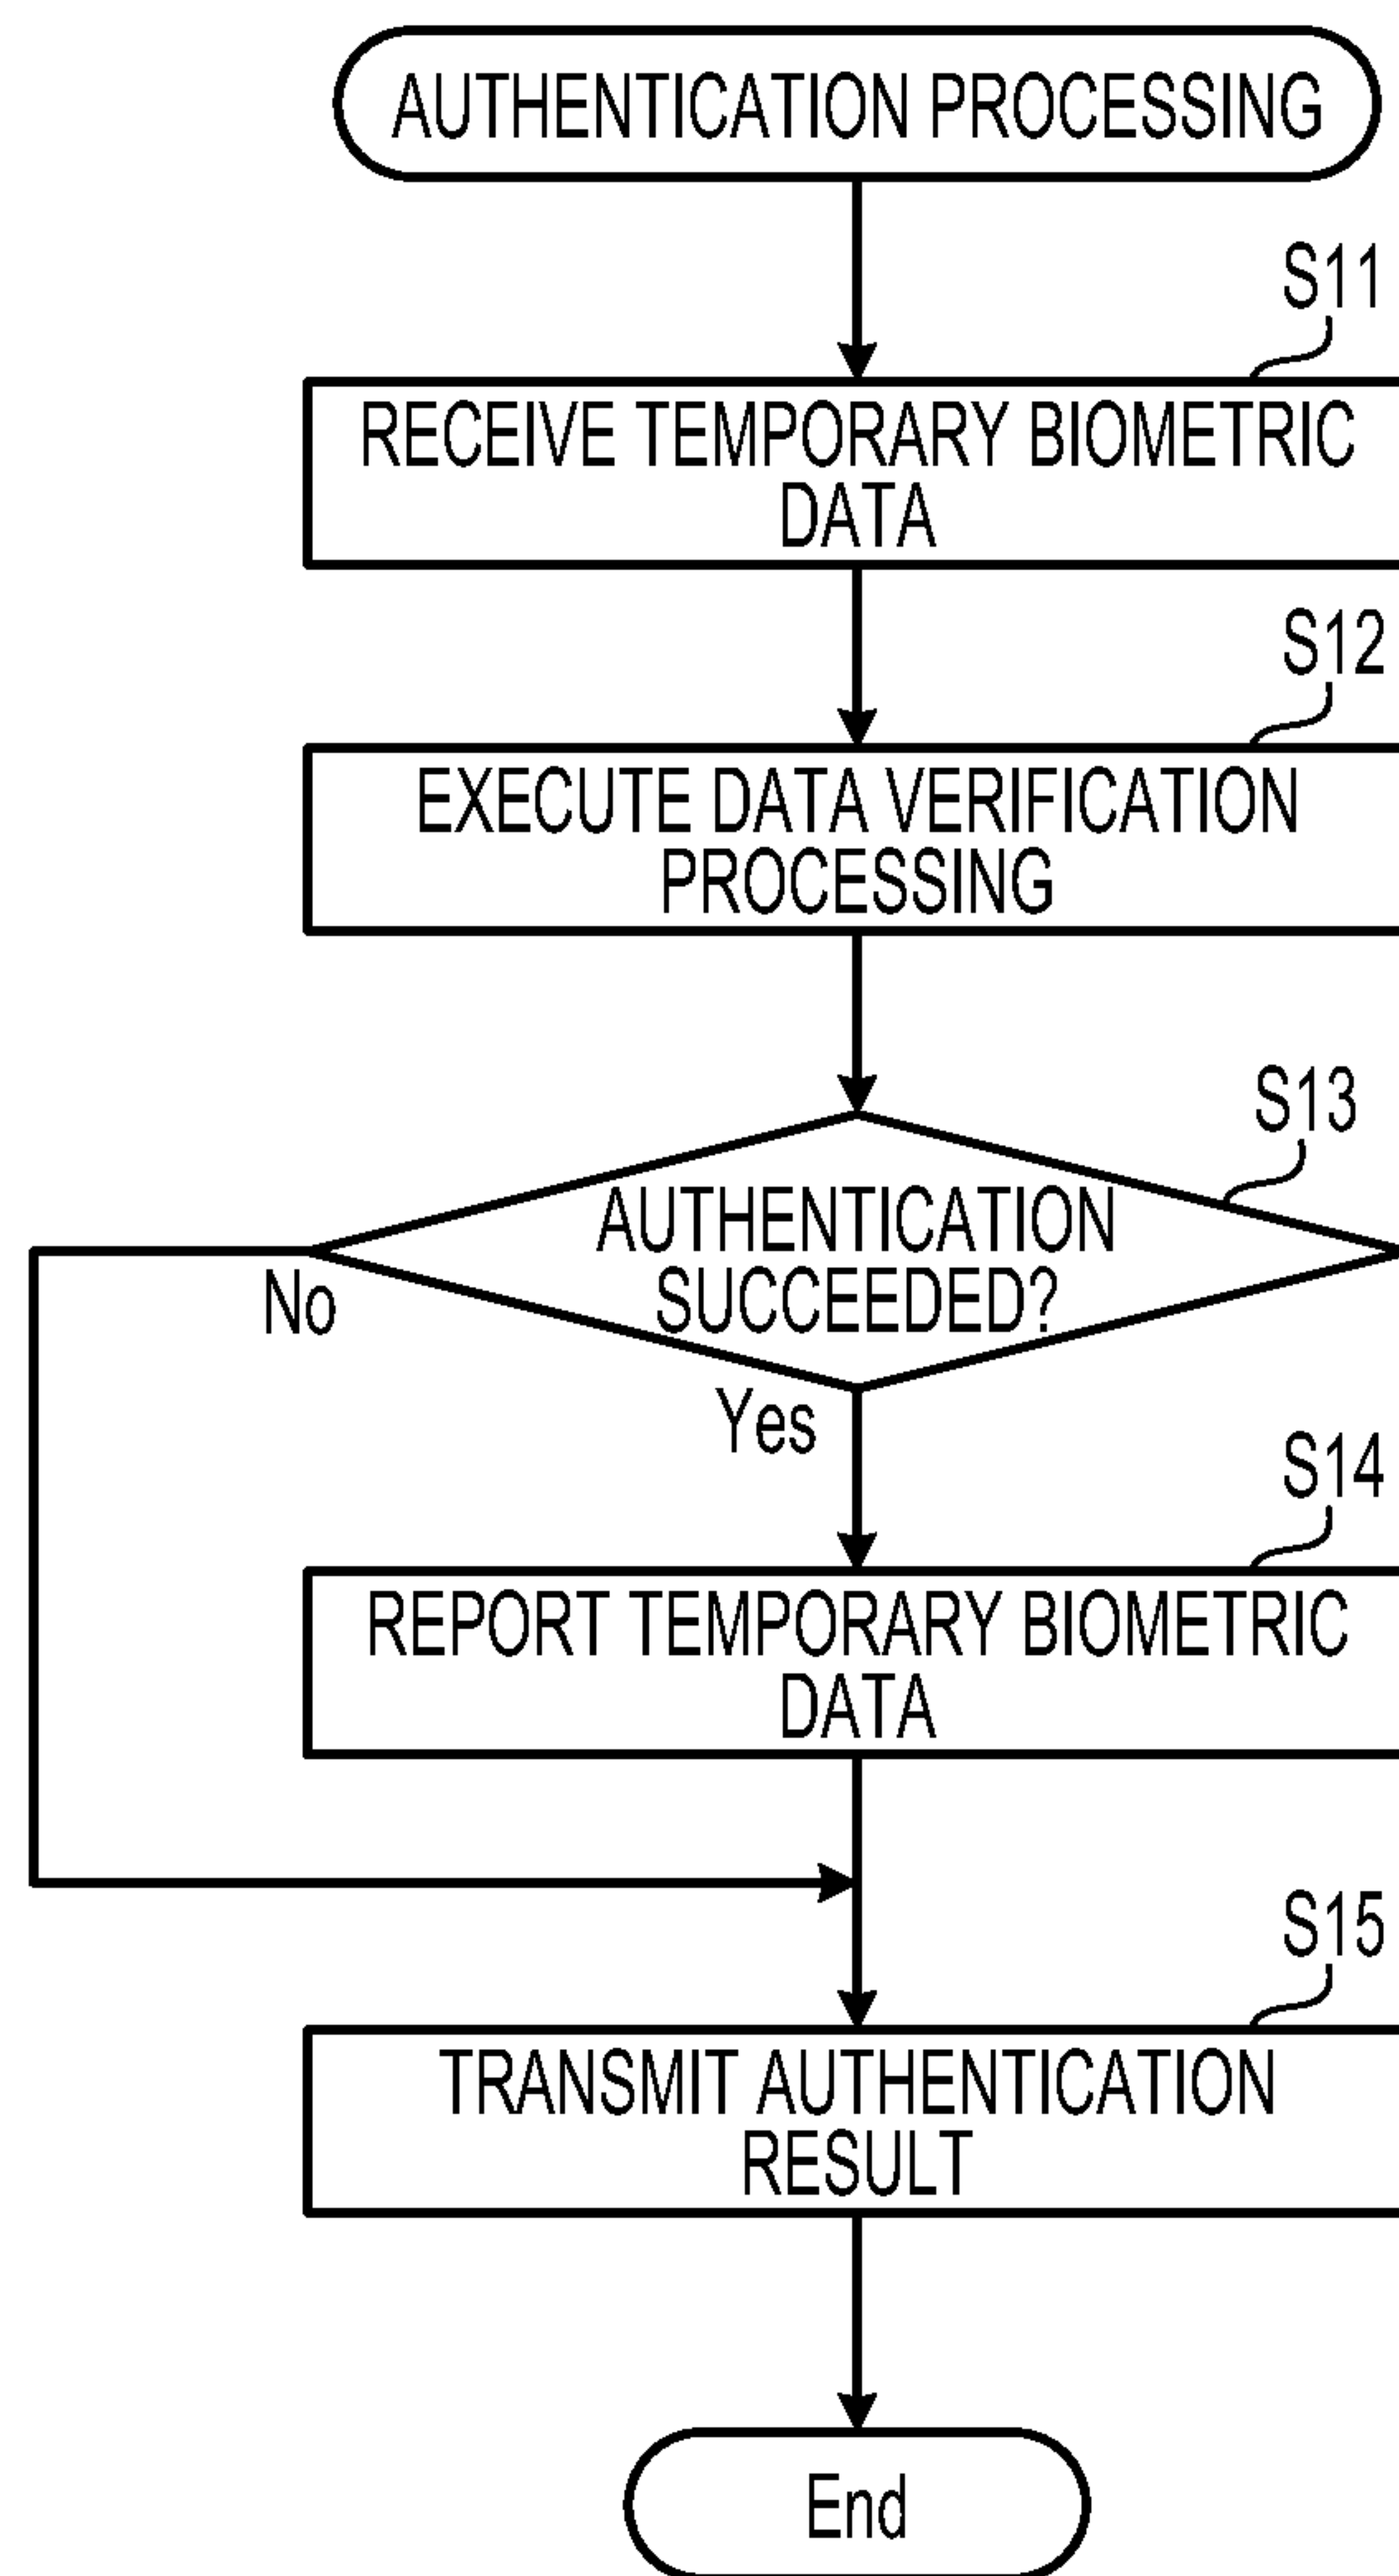 AUTHENTICATION PROCESSING
S11
RECEIVE TEMPORARY BIOMETRIC
DATA
S12
EXECUTE DATA VERIFICATION
PROCESSING
S13
AUTHENTICATION
SUCCEEDED?
No
Yes
S14
REPORT TEMPORARY BIOMETRIC
DATA
S15
TRANSMIT AUTHENTICATION
RESULT
End